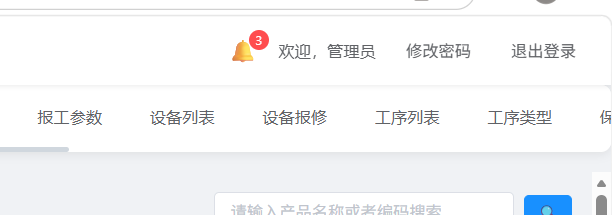 3
欢迎，管理员 修改密码 退出登录
报工参数 设备列表 设备报修 工序列表 工序类型
请输入产品名称或者编码搜索